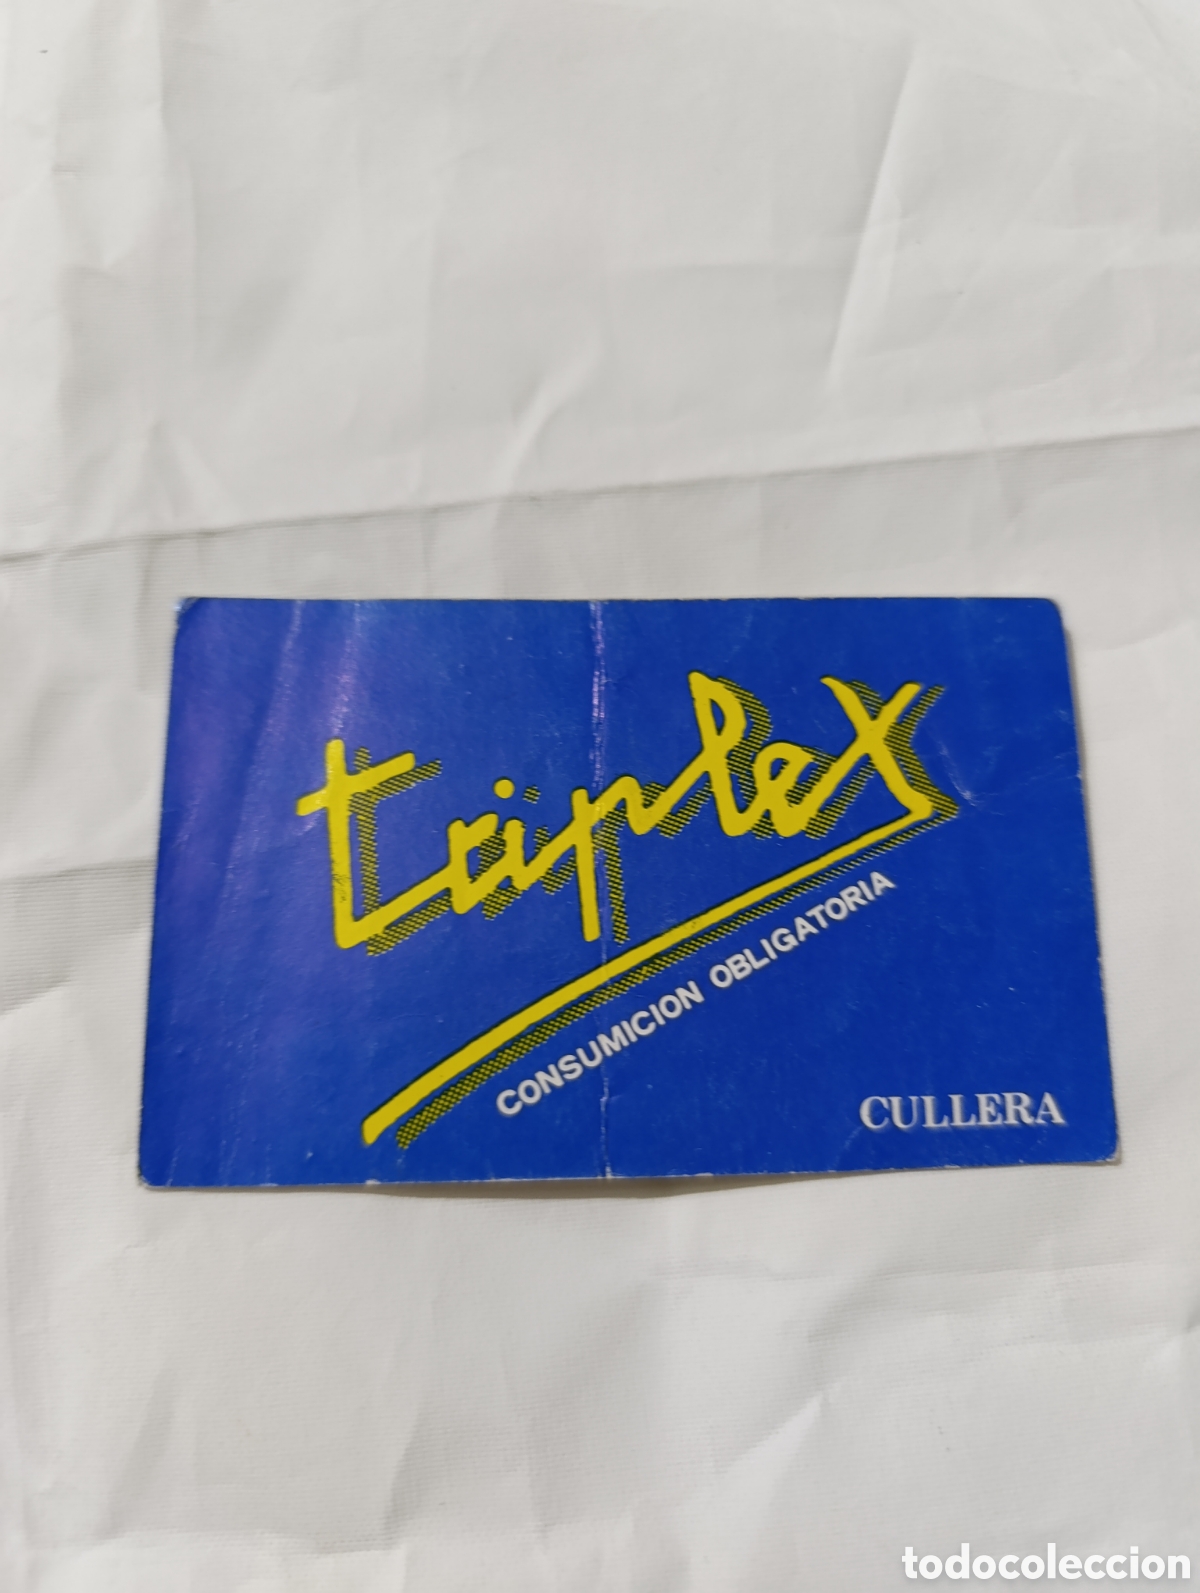 triplex
CONSUMICION OBLIGATORIA
CULLERA
todocoleccion